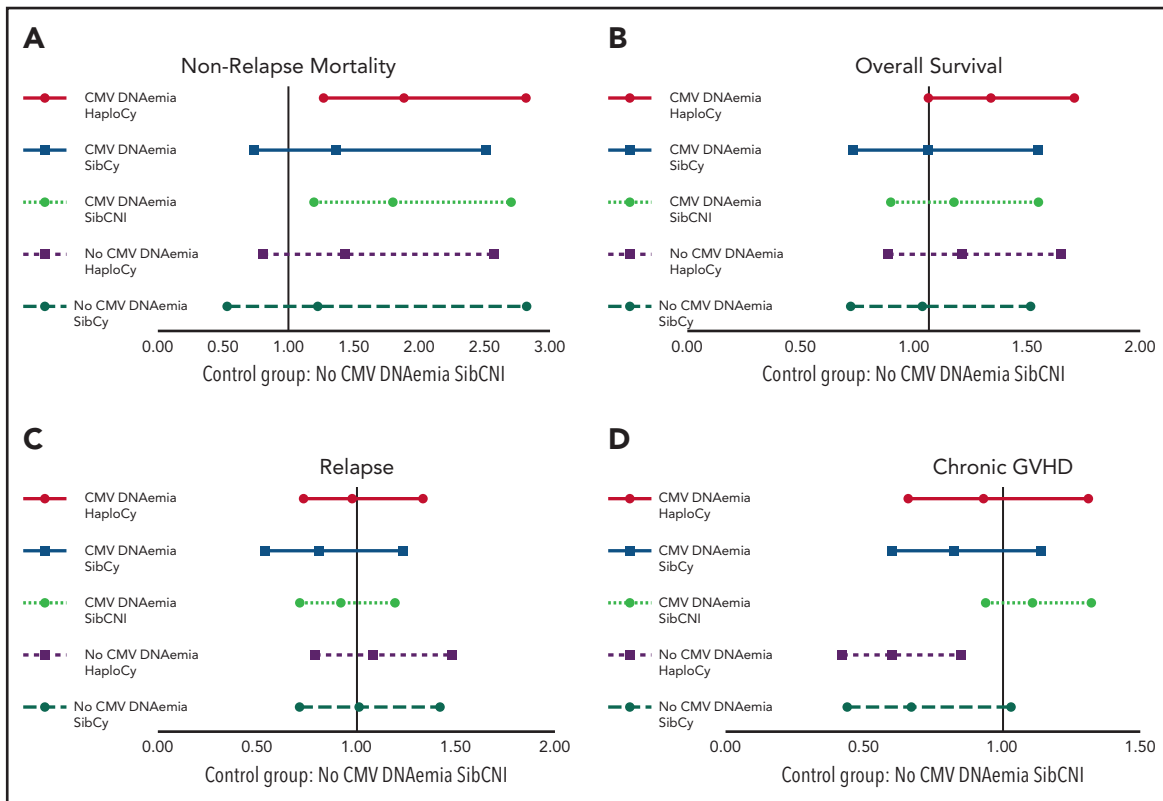 A
Non-Relapse Mortality
CMV DNAemia
HaploCy
CMV DNAemia
SibCy
CMV DNAemia
SibCNI
No CMV DNAemia
HaploCy
No CMV DNAemia
SibCy
0.00 0.50 1.00 1.50 2.00 2.50 3.00
Control group: No CMV DNAemia SibCNI
B
Overall Survival
CMV DNAemia
HaploCy
CMV DNAemia
SibCy
CMV DNAemia
SibCNI
No CMV DNAemia
HaploCy
No CMV DNAemia
SibCy
0.00 0.50 1.00 1.50 2.00
Control group: No CMV DNAemia SibCNI
C
Relapse
CMV DNAemia
HaploCy
CMV DNAemia
SibCy
CMV DNAemia
SibCNI
No CMV DNAemia
HaploCy
No CMV DNAemia
SibCy
0.00 0.50 1.00 1.50 2.00
Control group: No CMV DNAemia SibCNI
D
Chronic GVHD
CMV DNAemia
HaploCy
CMV DNAemia
SibCy
CMV DNAemia
SibCNI
No CMV DNAemia
HaploCy
No CMV DNAemia
SibCy
0.00 0.50 1.00 1.50
Control group: No CMV DNAemia SibCNI